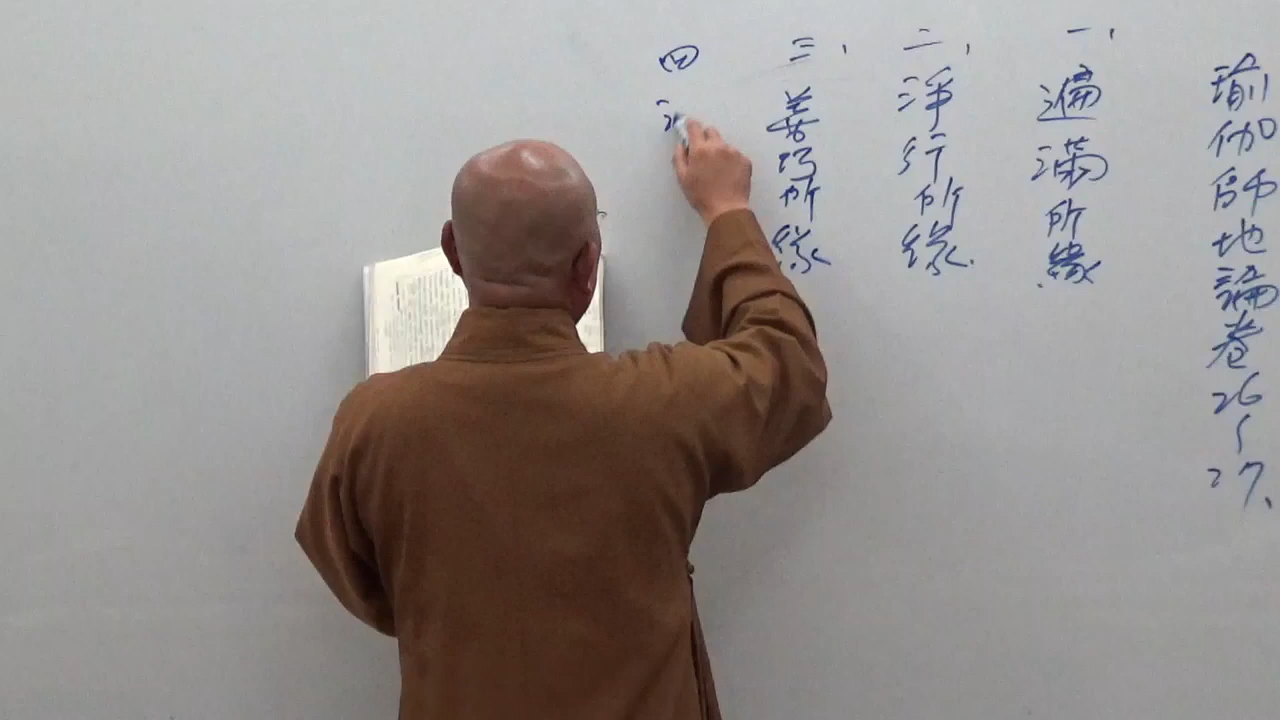 瑜伽師地論卷26~27、
一、遍滿所緣
二、淨行所緣
三、善巧所緣
四